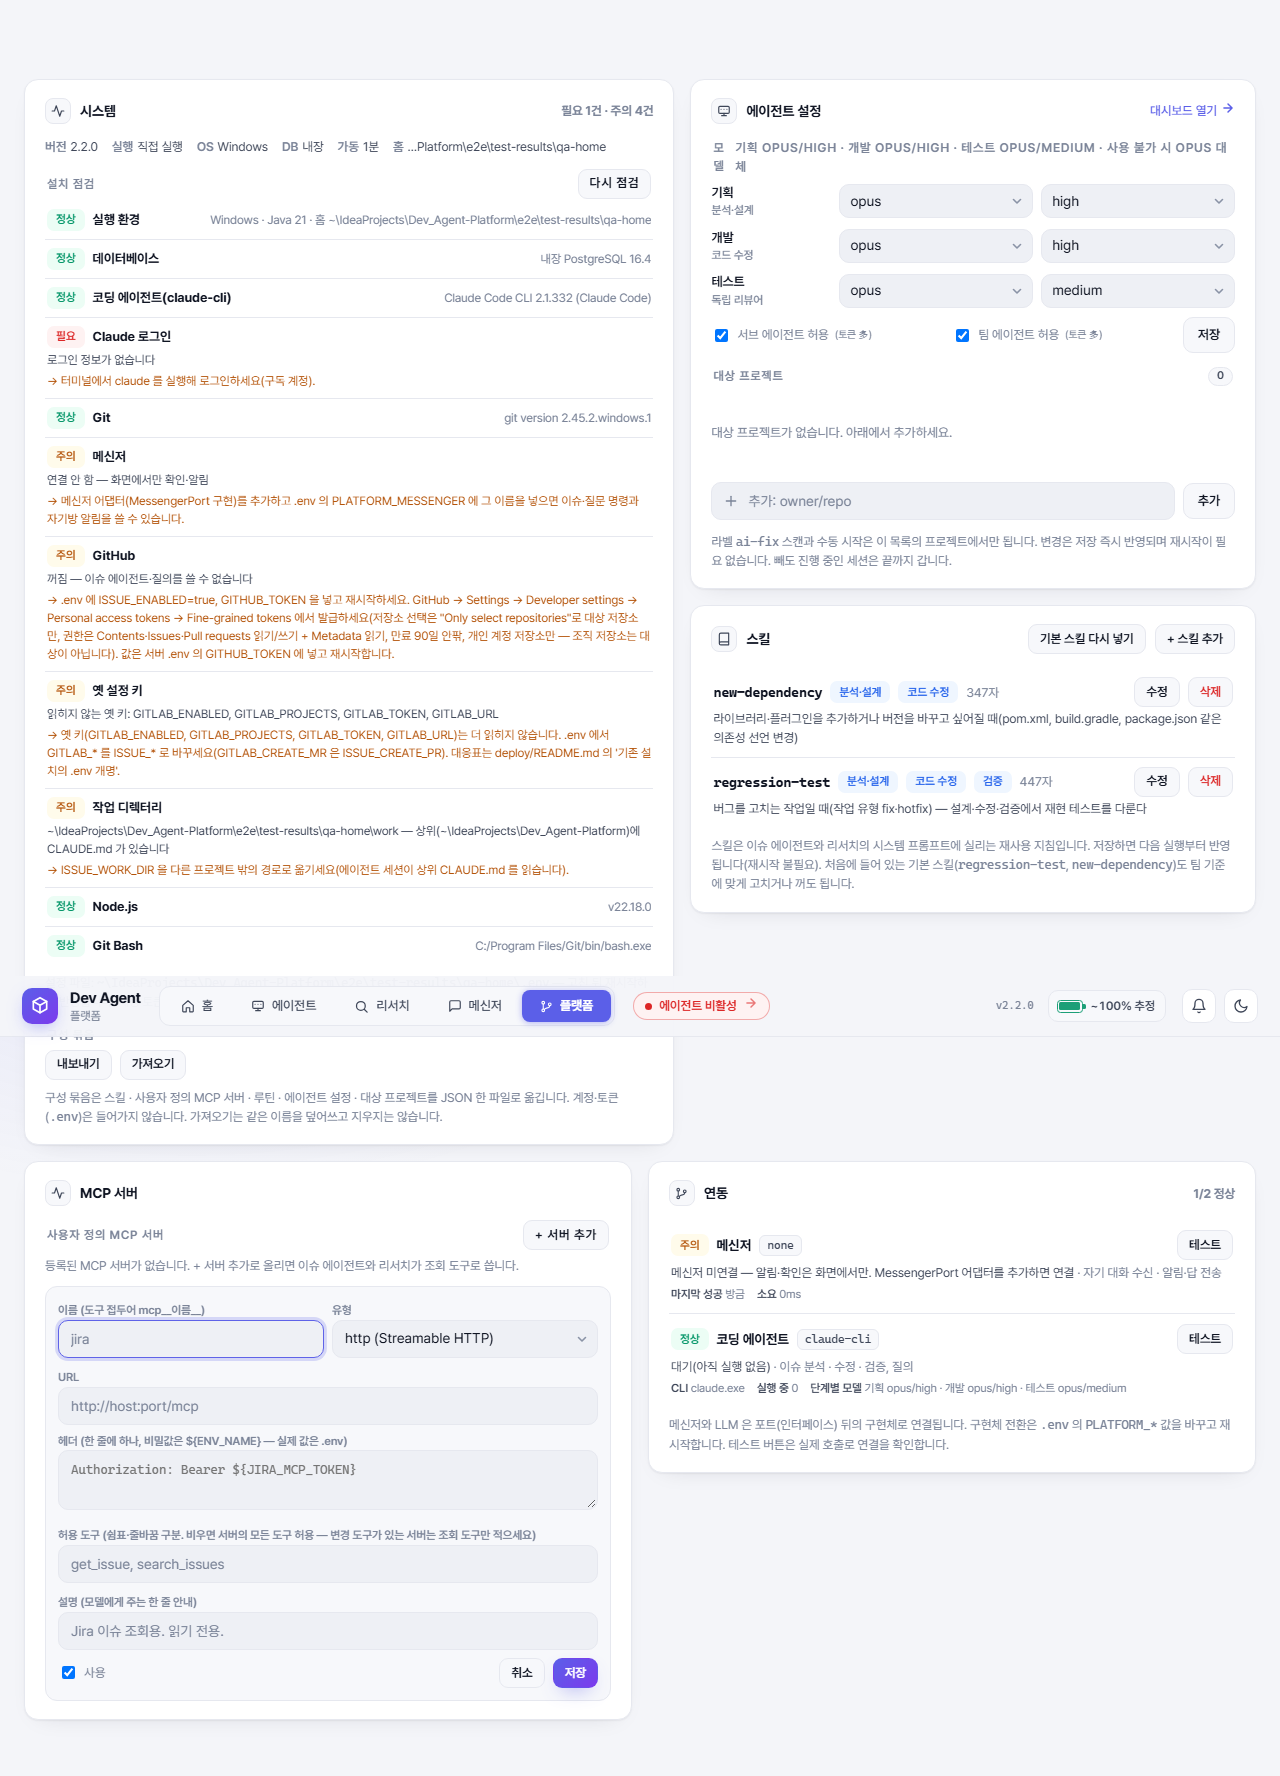 시스템
필요 1건 · 주의 4건
버전 2.2.0 실행 직접 실행 OS Windows DB 내장 가동 1분 홈 ...Platform\e2e\test-results\qa-home
설치 점검
다시 점검
정상 실행 환경 Windows · Java 21 · 홈 ~\IdeaProjects\Dev_Agent-Platform\e2e\test-results\qa-home
정상 데이터베이스 내장 PostgreSQL 16.4
정상 코딩 에이전트(claude-cli) Claude Code CLI 2.1.332 (Claude Code)
필요 Claude 로그인
로그인 정보가 없습니다
→ 터미널에서 claude 를 실행해 로그인하세요(구독 계정).
정상 Git git version 2.45.2.windows.1
주의 메신저
연결 안 함 — 화면에서만 확인·알림
→ 메신저 어댑터(MessengerPort 구현)를 추가하고 .env 의 PLATFORM_MESSENGER 에 그 이름을 넣으면 이슈·질문 명령과
자기방 알림을 쓸 수 있습니다.
주의 GitHub
꺼짐 — 이슈 에이전트·질의를 쓸 수 없습니다
→ .env 에 ISSUE_ENABLED=true, GITHUB_TOKEN 을 넣고 재시작하세요. GitHub → Settings → Developer settings →
Personal access tokens → Fine-grained tokens 에서 발급하세요(저장소 선택은 "Only select repositories"로 대상 저장소
만, 권한은 Contents·Issues·Pull requests 읽기/쓰기 + Metadata 읽기, 만료 90일 안팎, 개인 계정 저장소만 — 조직 저장소는 대
상이 아닙니다). 값은 서버 .env 의 GITHUB_TOKEN 에 넣고 재시작합니다.
주의 옛 설정 키
읽히지 않는 옛 키: GITLAB_ENABLED, GITLAB_PROJECTS, GITLAB_TOKEN, GITLAB_URL
→ 옛 키(GITLAB_ENABLED, GITLAB_PROJECTS, GITLAB_TOKEN, GITLAB_URL)는 더 읽히지 않습니다. .env 에서
GITLAB_* 를 ISSUE_* 로 바꾸세요(GITLAB_CREATE_MR 은 ISSUE_CREATE_PR). 대응표는 deploy/README.md 의 '기존 설
치의 .env 개명'.
주의 작업 디렉터리
~\IdeaProjects\Dev_Agent-Platform\e2e\test-results\qa-home\work — 상위(~\IdeaProjects\Dev_Agent-Platform)에
CLAUDE.md 가 있습니다
→ ISSUE_WORK_DIR 을 다른 프로젝트 밖의 경로로 옮기세요(에이전트 세션이 상위 CLAUDE.md 를 읽습니다).
정상 Node.js v22.18.0
정상 Git Bash C:/Program Files/Git/bin/bash.exe
에이전트 설정
대시보드 열기 →
모델 기획 OPUS/HIGH · 개발 OPUS/HIGH · 테스트 OPUS/MEDIUM · 사용 불가 시 OPUS 대체
기획 opus high
분석·설계
개발 opus high
코드 수정
테스트 opus medium
독립 리뷰어
서브 에이전트 허용 (토큰 多) 팀 에이전트 허용 (토큰 多) 저장
대상 프로젝트 0
대상 프로젝트가 없습니다. 아래에서 추가하세요.
추가: owner/repo 추가
라벨 ai-fix 스캔과 수동 시작은 이 목록의 프로젝트에서만 됩니다. 변경은 저장 즉시 반영되며 재시작이 필
요 없습니다. 빼도 진행 중인 세션은 끝까지 갑니다.
스킬 기본 스킬 다시 넣기 + 스킬 추가
new-dependency 분석·설계 코드 수정 347자 수정 삭제
라이브러리·플러그인을 추가하거나 버전을 바꾸고 싶어질 때(pom.xml, build.gradle, package.json 같은
의존성 선언 변경)
regression-test 분석·설계 코드 수정 검증 447자 수정 삭제
버그를 고치는 작업일 때(작업 유형 fix·hotfix) — 설계·수정·검증에서 재현 테스트를 다룬다
스킬은 이슈 에이전트와 리서치의 시스템 프롬프트에 실리는 재사용 지침입니다. 저장하면 다음 실행부터 반영
됩니다(재시작 불필요). 처음에 들어 있는 기본 스킬(regression-test, new-dependency)도 팀 기준
에 맞게 고치거나 꺼도 됩니다.
Dev Agent
플랫폼
홈 에이전트 리서치 메신저 플랫폼 에이전트 비활성 → v2.2.0 ~100% 추정
내보내기 가져오기
구성 묶음은 스킬 · 사용자 정의 MCP 서버 · 루틴 · 에이전트 설정 · 대상 프로젝트를 JSON 한 파일로 옮깁니다. 계정·토큰
(.env)은 들어가지 않습니다. 가져오기는 같은 이름을 덮어쓰고 지우지는 않습니다.
MCP 서버
사용자 정의 MCP 서버 + 서버 추가
등록된 MCP 서버가 없습니다. + 서버 추가로 올리면 이슈 에이전트와 리서치가 조회 도구로 씁니다.
이름 (도구 접두어 mcp__이름__) 유형
jira http (Streamable HTTP)
URL
http://host:port/mcp
헤더 (한 줄에 하나, 비밀값은 ${ENV_NAME} — 실제 값은 .env)
Authorization: Bearer ${JIRA_MCP_TOKEN}
허용 도구 (쉼표·줄바꿈 구분. 비우면 서버의 모든 도구 허용 — 변경 도구가 있는 서버는 조회 도구만 적으세요)
get_issue, search_issues
설명 (모델에게 주는 한 줄 안내)
Jira 이슈 조회용. 읽기 전용.
사용 취소 저장
연동 1/2 정상
주의 메신저 none 테스트
메신저 미연결 — 알림·확인은 화면에서만. MessengerPort 어댑터를 추가하면 연결 · 자기 대화 수신 · 알림·답 전송
마지막 성공 방금 소요 0ms
정상 코딩 에이전트 claude-cli 테스트
대기(아직 실행 없음) · 이슈 분석 · 수정 · 검증, 질의
CLI claude.exe 실행 중 0 단계별 모델 기획 opus/high · 개발 opus/high · 테스트 opus/medium
메신저와 LLM 은 포트(인터페이스) 뒤의 구현체로 연결됩니다. 구현체 전환은 .env 의 PLATFORM_* 값을 바꾸고 재
시작합니다. 테스트 버튼은 실제 호출로 연결을 확인합니다.